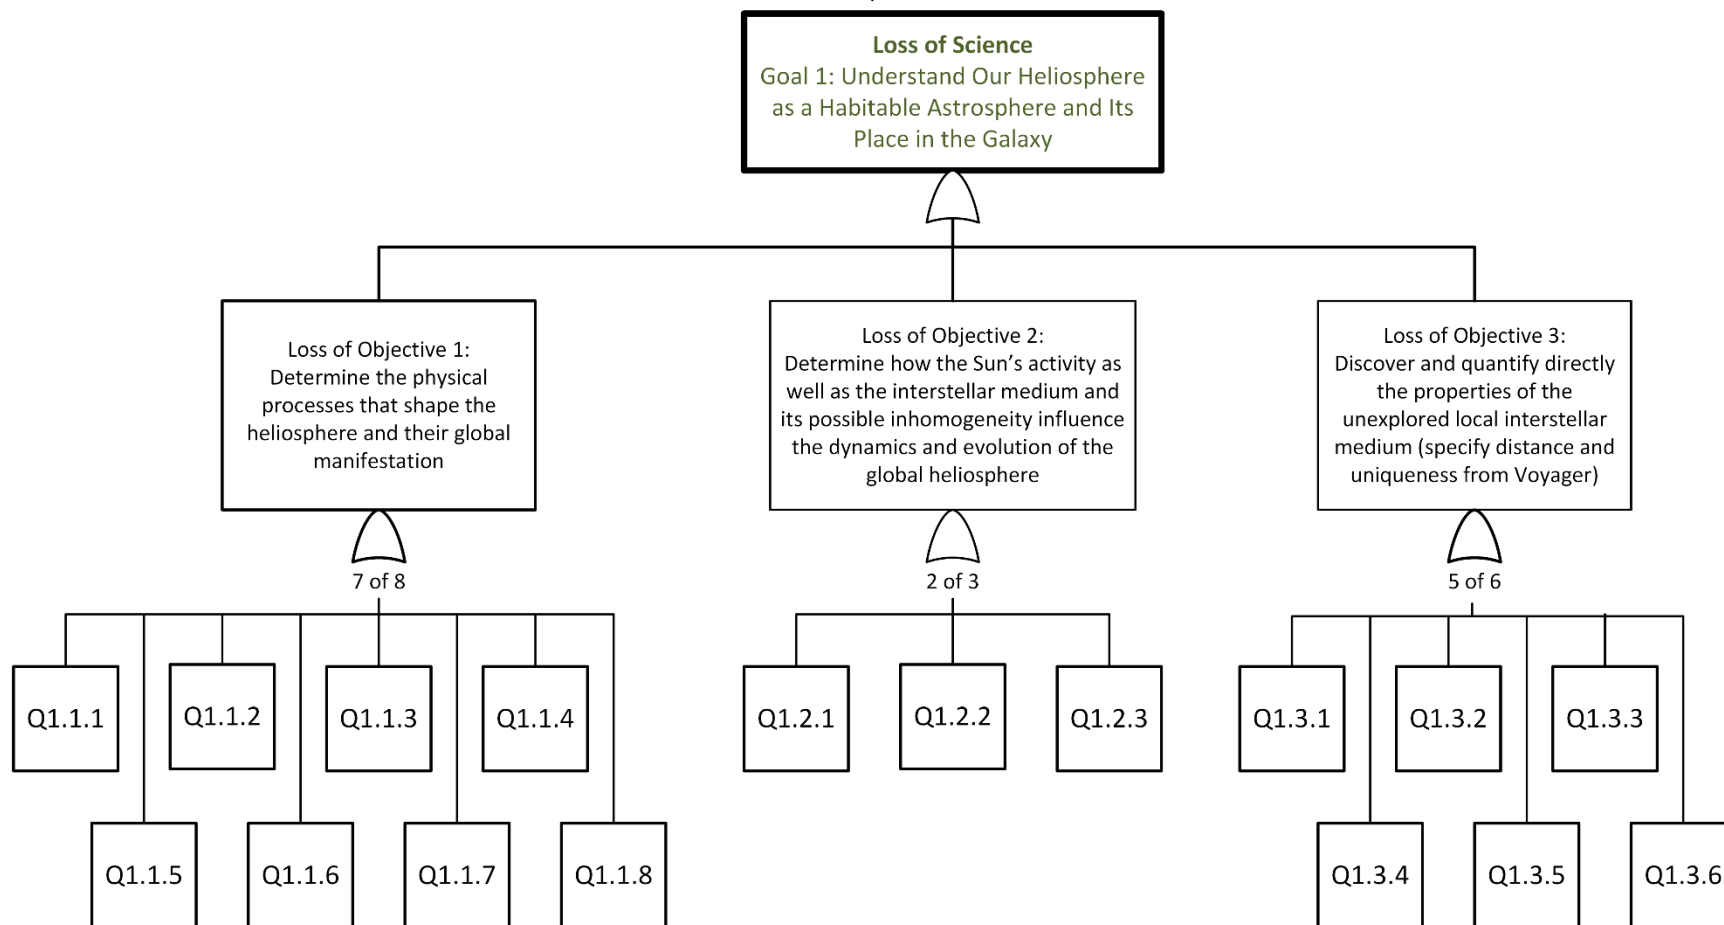 Loss of Science
Goal 1: Understand Our Heliosphere
as a Habitable Astrosphere and Its
Place in the Galaxy
Loss of Objective 1:
Determine the physical
processes that shape the
heliosphere and their global
manifestation
7 of 8
Loss of Objective 2:
Determine how the Sun’s activity as
well as the interstellar medium and
its possible inhomogeneity influence
the dynamics and evolution of the
global heliosphere
2 of 3
Loss of Objective 3:
Discover and quantify directly
the properties of the
unexplored local interstellar
medium (specify distance and
uniqueness from Voyager)
5 of 6
Q1.1.1
Q1.1.2
Q1.1.3
Q1.1.4
Q1.1.5
Q1.1.6
Q1.1.7
Q1.1.8
Q1.2.1
Q1.2.2
Q1.2.3
Q1.3.1
Q1.3.2
Q1.3.3
Q1.3.4
Q1.3.5
Q1.3.6